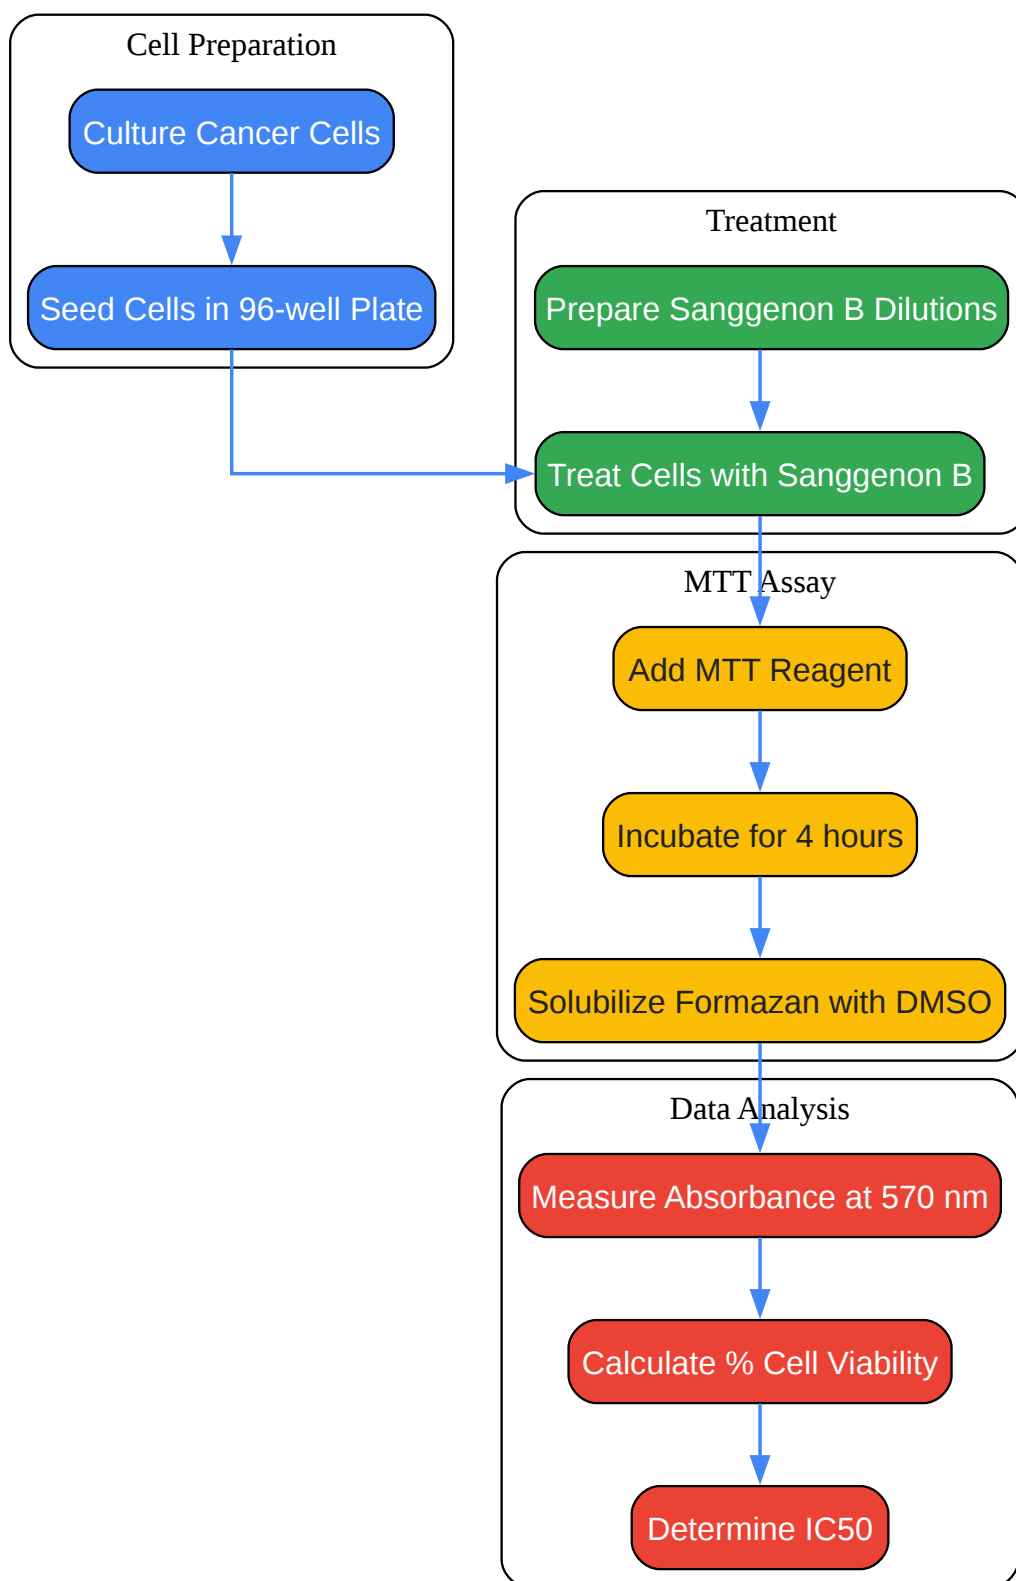 Cell Preparation
Culture Cancer Cells
Seed Cells in 96-well Plate
Treatment
Prepare Sanggenon B Dilutions
Treat Cells with Sanggenon B
MTT Assay
Add MTT Reagent
Incubate for 4 hours
Solubilize Formazan with DMSO
Data Analysis
Measure Absorbance at 570 nm
Calculate % Cell Viability
Determine IC50